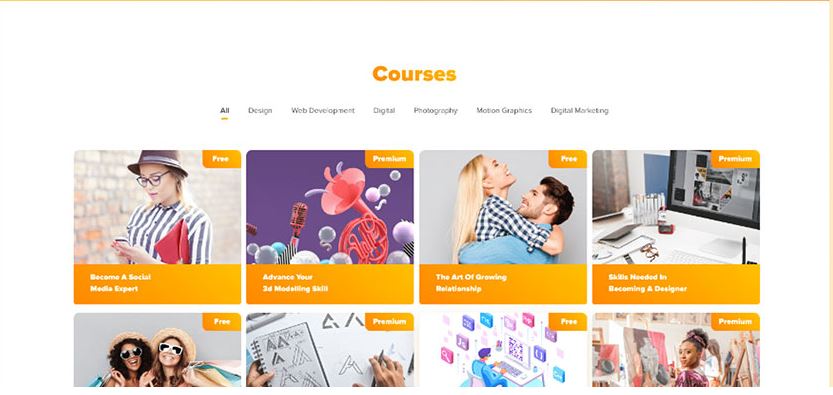 Courses
All Design Web Development Digital Photography Motion Graphics Digital Marketing
Free Premium Free Premium
Become A Social
Media Expert
Advance Your
3d Modelling Skill
The Art Of Growing
Relationship
Skills Needed In
Becoming A Designer
Free Premium Free Premium